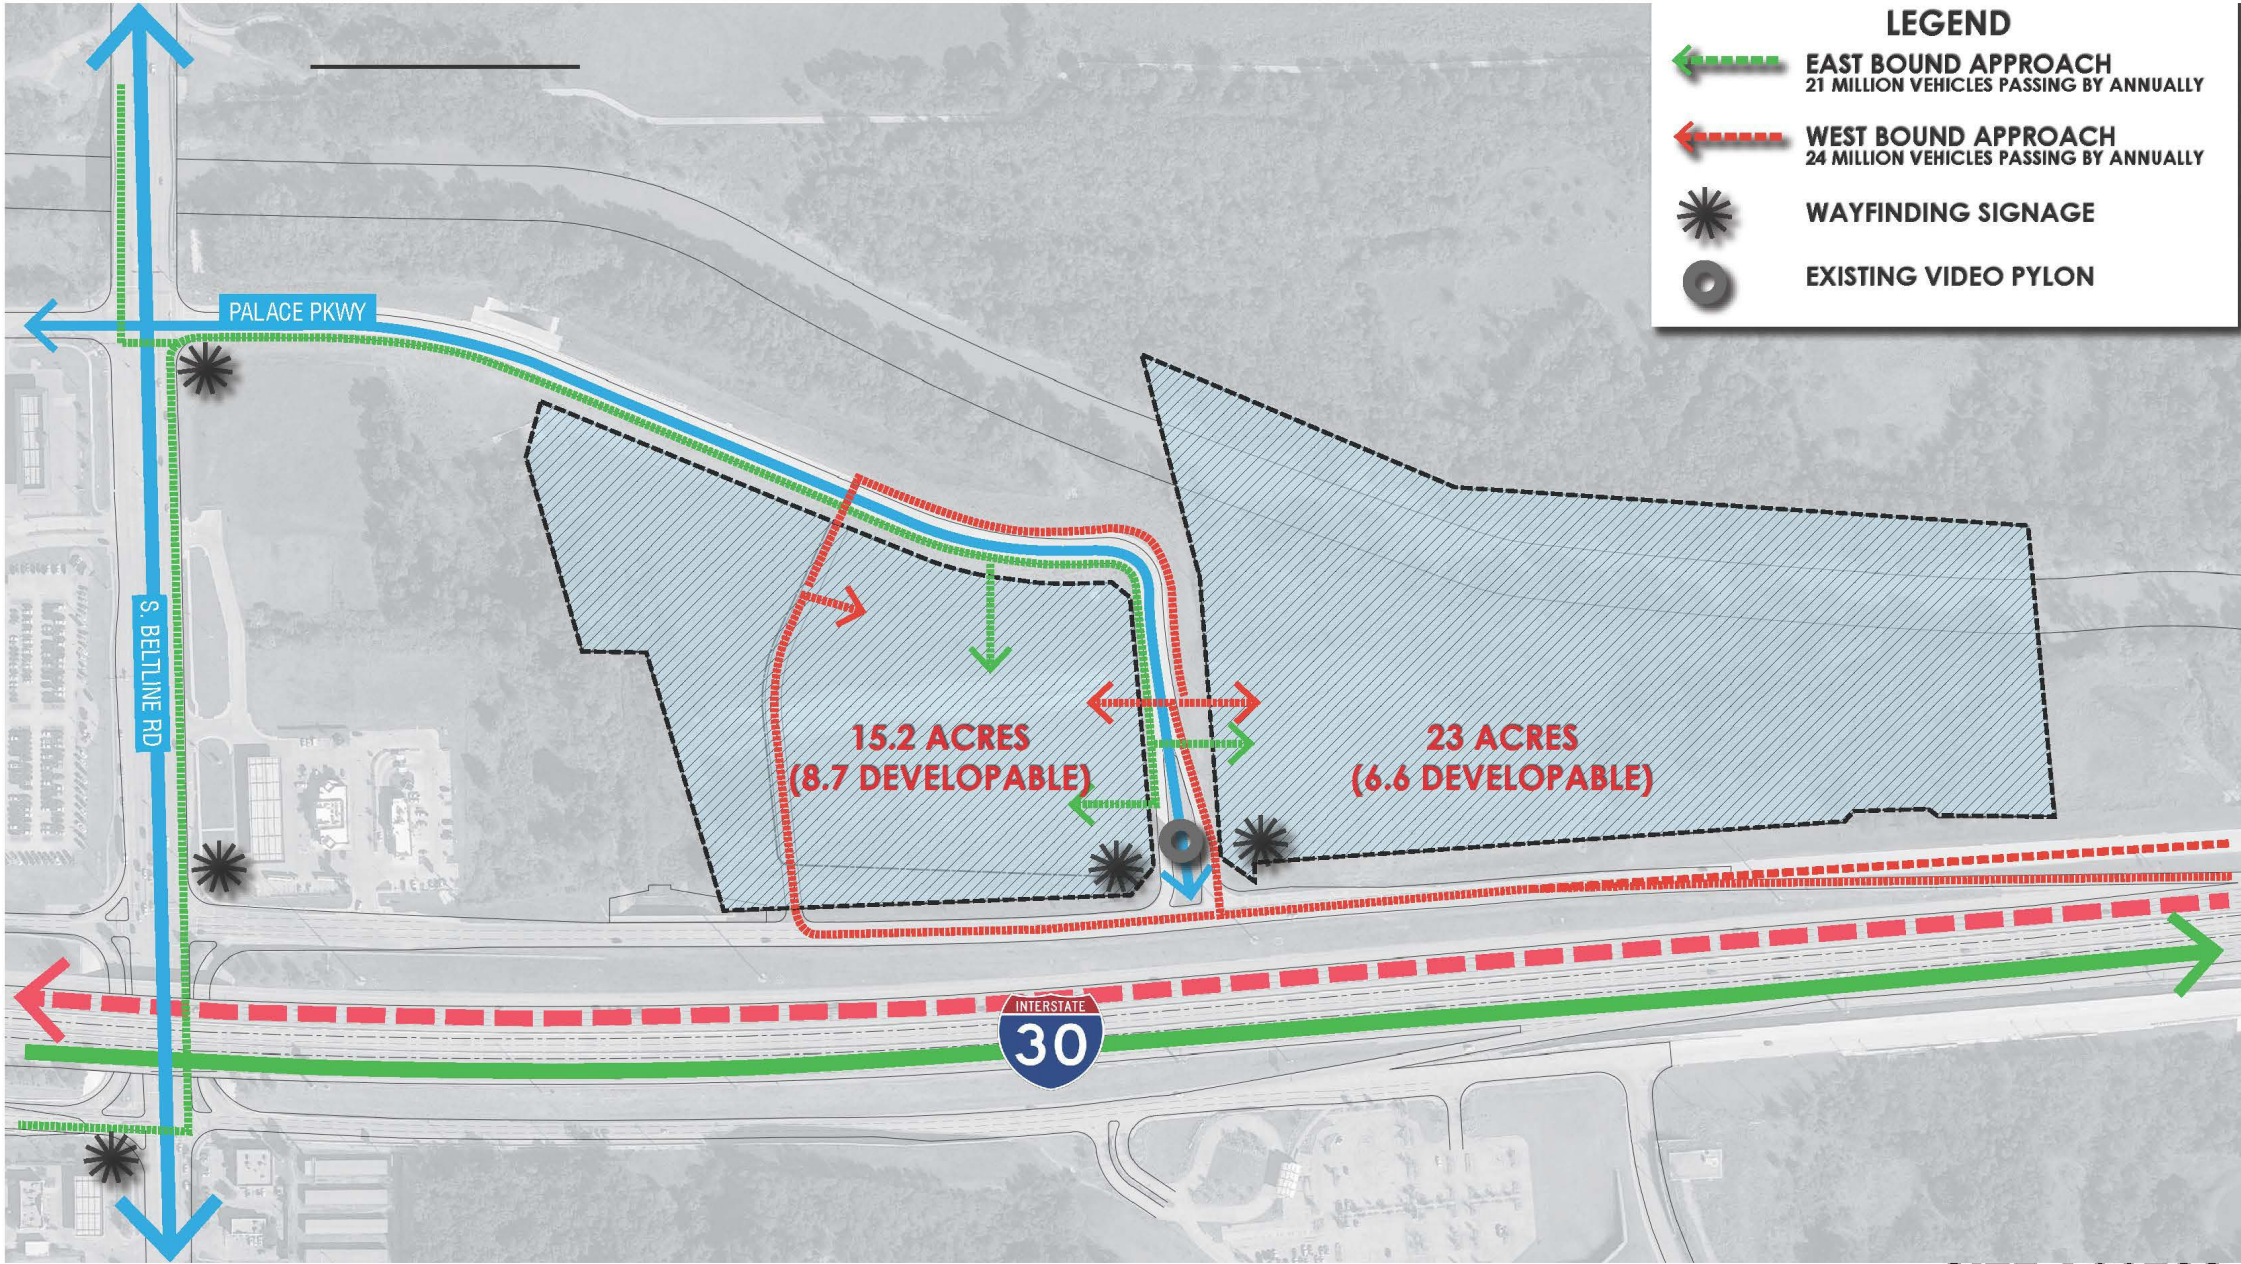 LEGEND
EAST BOUND APPROACH
21 MILLION VEHICLES PASSING BY ANNUALLY
WEST BOUND APPROACH
24 MILLION VEHICLES PASSING BY ANNUALLY
WAYFINDING SIGNAGE
EXISTING VIDEO PYLON
PALACE PKWY
S. BELTLINE RD
15.2 ACRES
(8.7 DEVELOPABLE)
23 ACRES
(6.6 DEVELOPABLE)
INTERSTATE
30